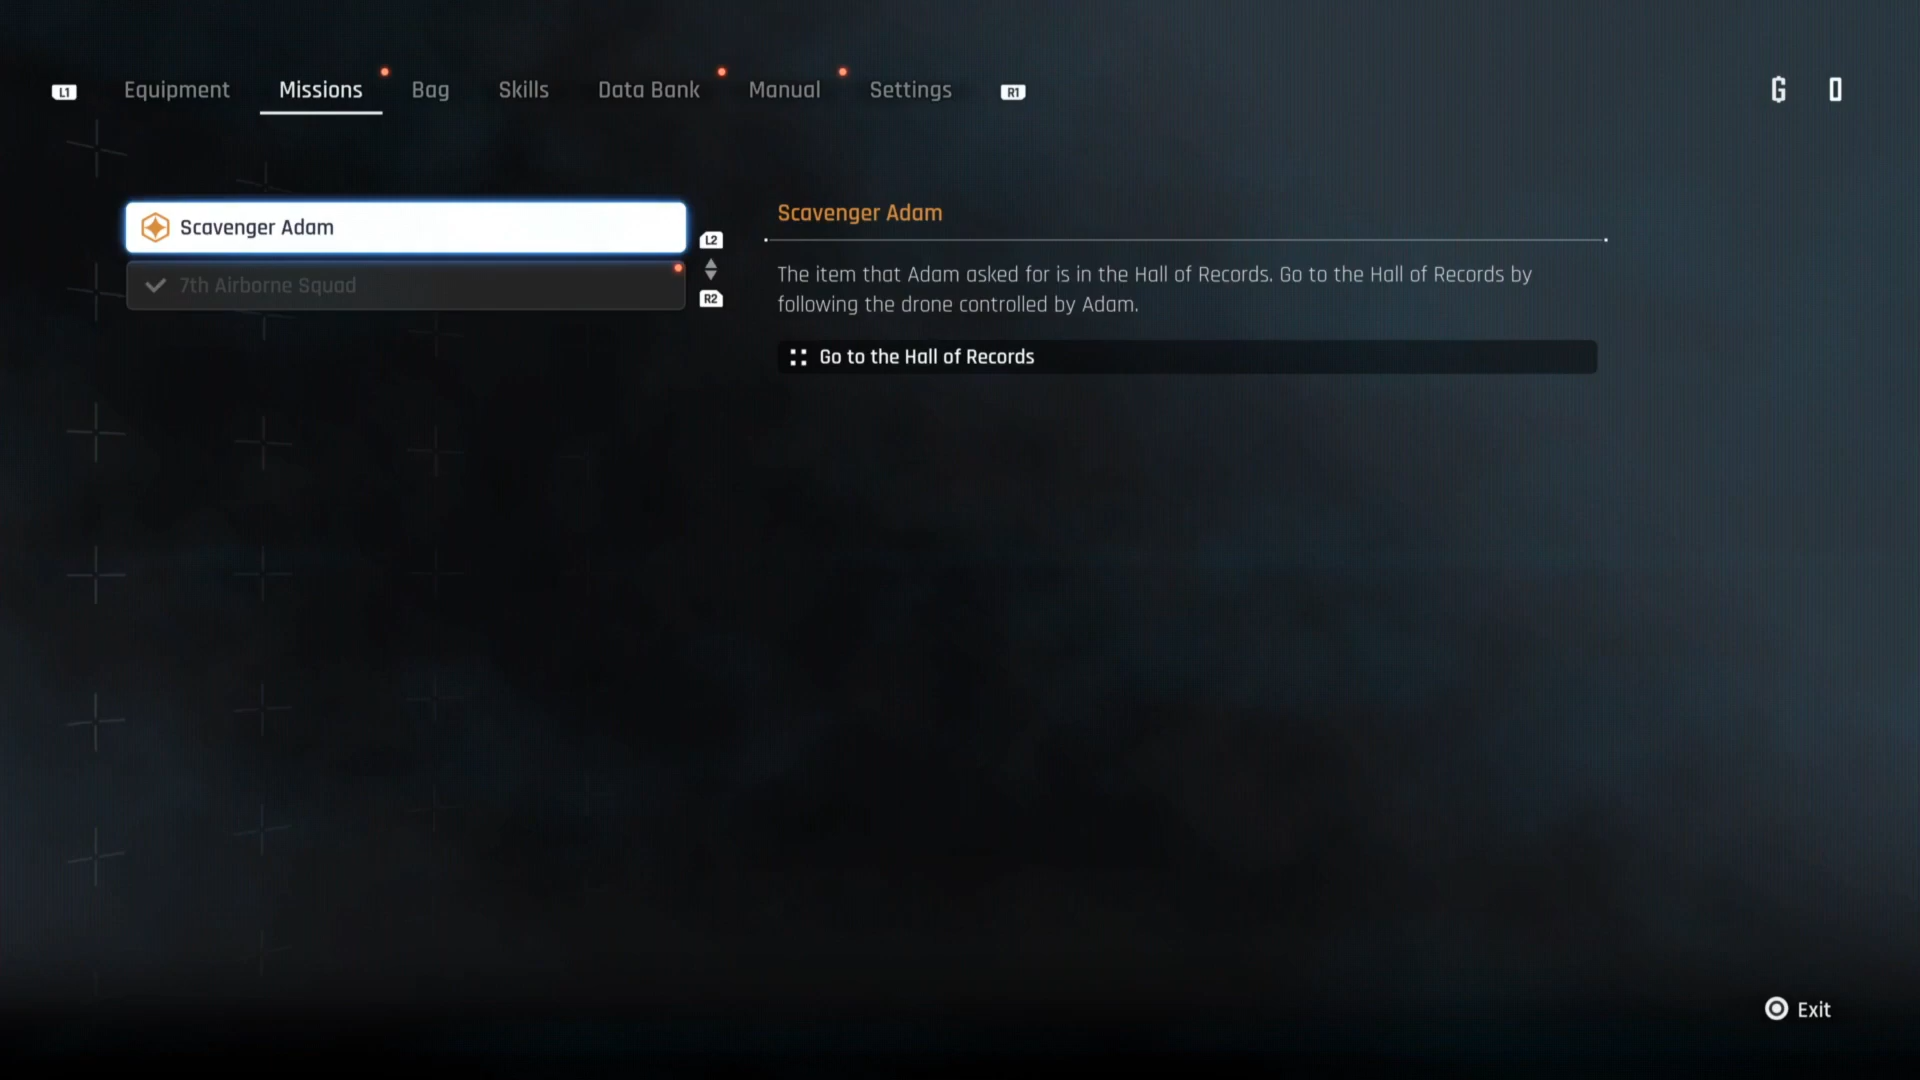 L1 Equipment Missions Bag Skills Data Bank Manual Settings R1 G 0
Scavenger Adam
7th Airborne Squad
L2
R2
Scavenger Adam
The item that Adam asked for is in the Hall of Records. Go to the Hall of Records by
following the drone controlled by Adam.
Go to the Hall of Records
Exit